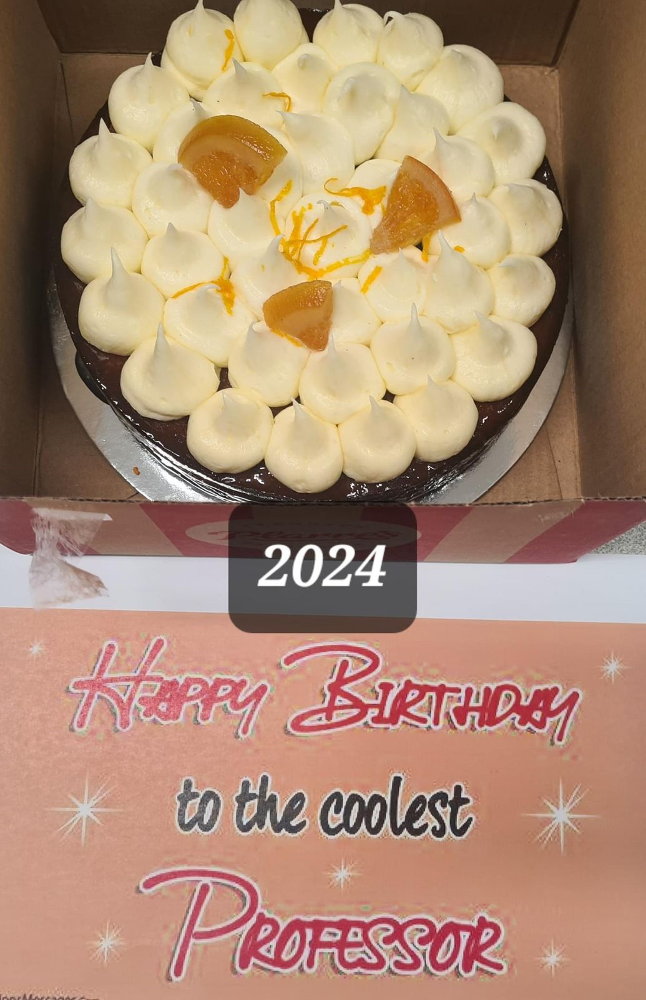 2024
Happy Birthday
to the coolest
Professor